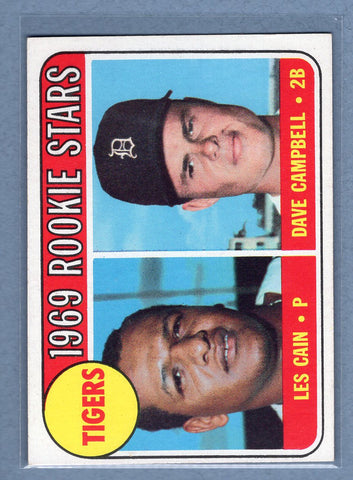 1969 ROOKIE STARS
TIGERS
LES CAIN • P
DAVE CAMPBELL • 2B
D